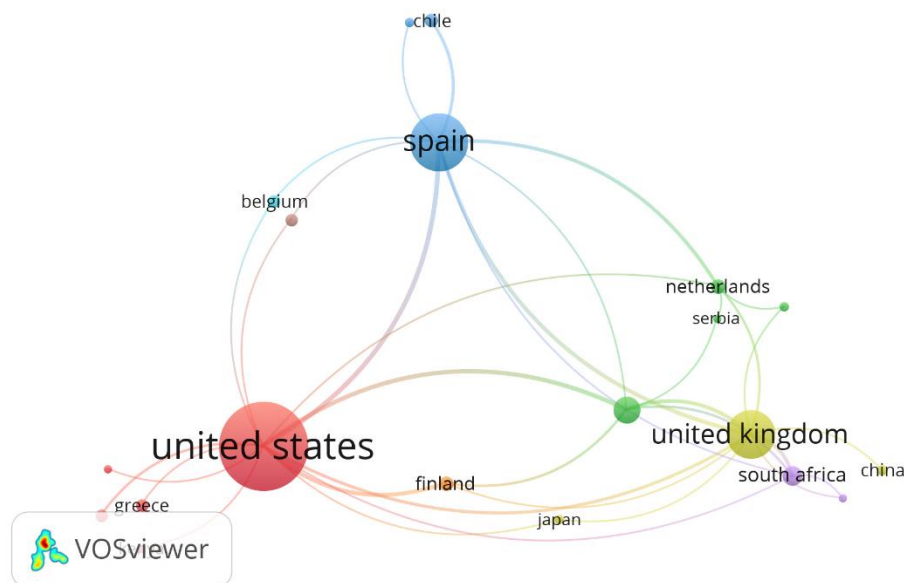 chile
spain
belgium
netherlands
serbia
united states
united kingdom
finland
south africa
china
greece
japan
VOSviewer